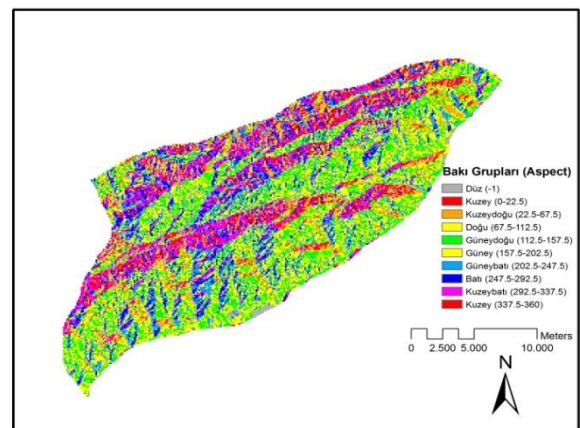 Bakı Grupları (Aspect)
Düz (-1)
Kuzey (0-22.5)
Kuzeydoğu (22.5-67.5)
Doğu (67.5-112.5)
Güneydoğu (112.5-157.5)
Güney (157.5-202.5)
Güneybatı (202.5-247.5)
Batı (247.5-292.5)
Kuzeybatı (292.5-337.5)
Kuzey (337.5-360)
Meters
0 2.500 5.000 10.000
N